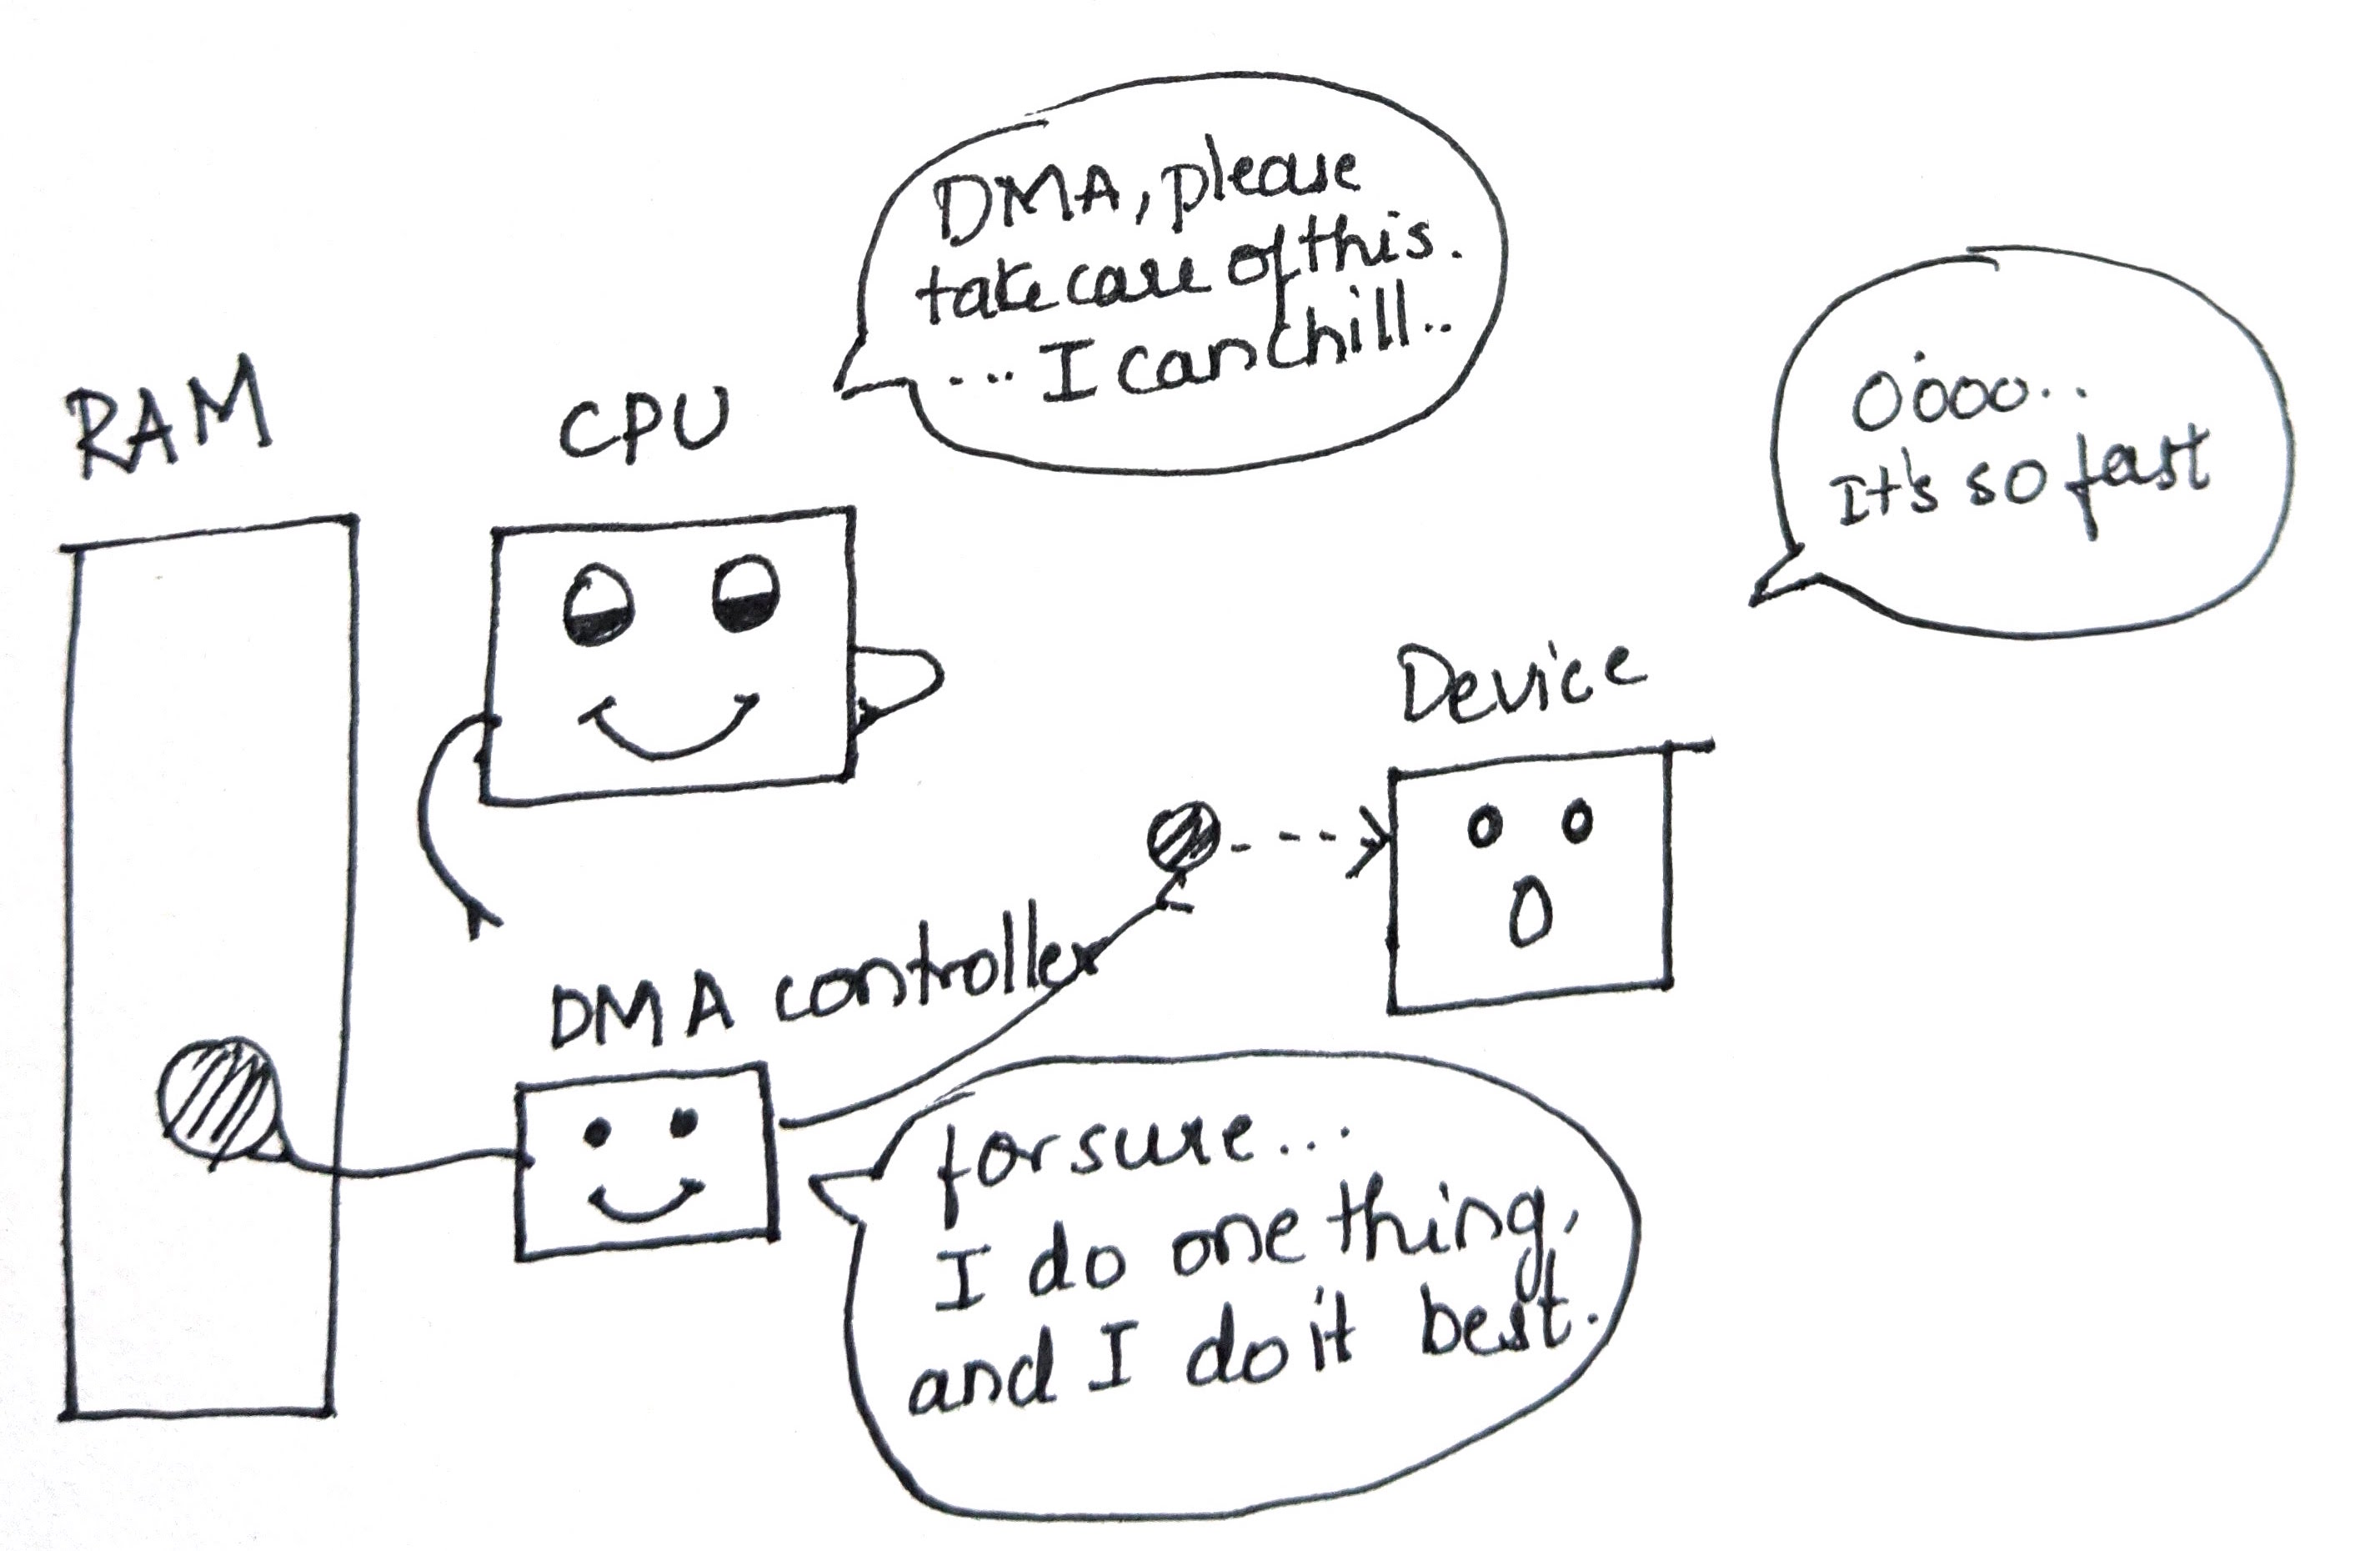 DMA, please
take care of this.
... I can chill..
RAM
CPU
Oooo..
It's so fast
Device
DMA controller
for sure...
I do one thing,
and I do it best.